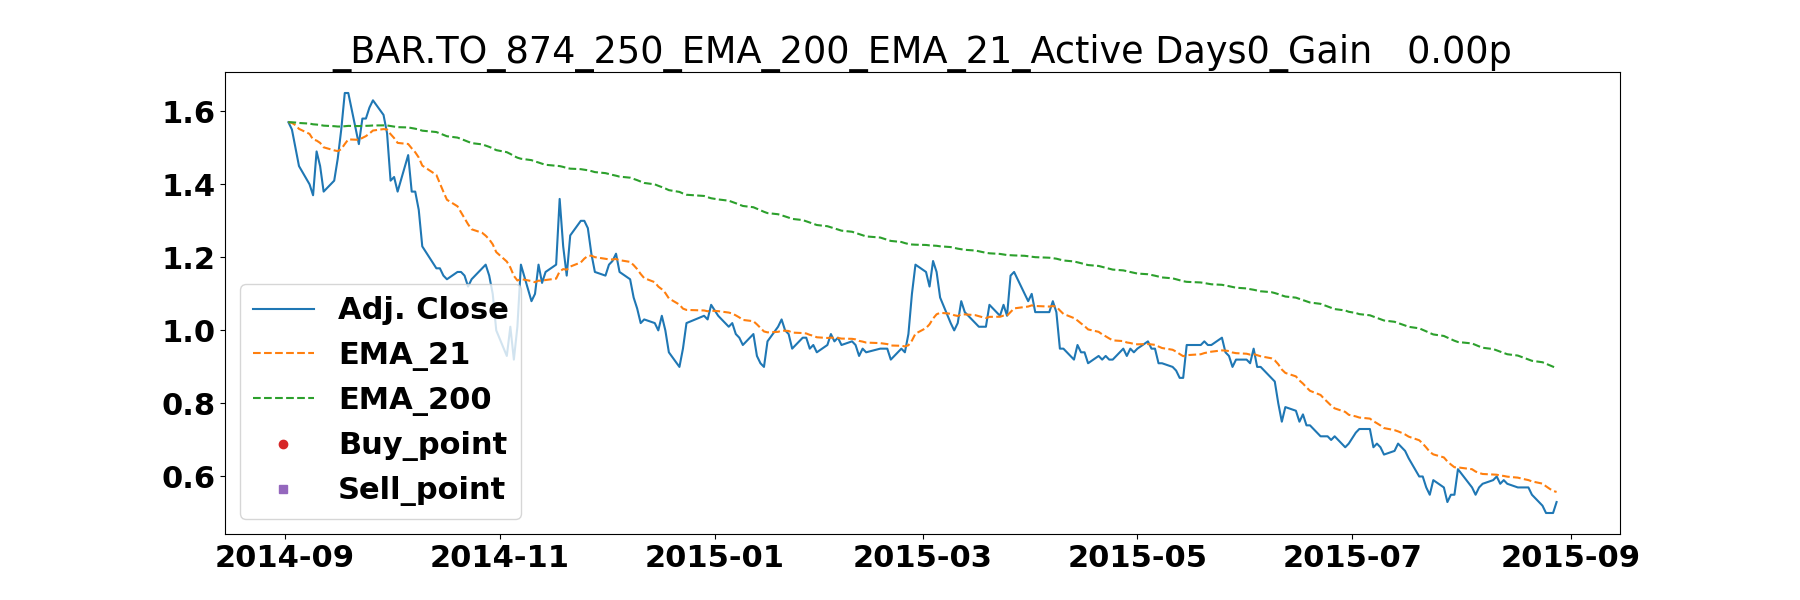 _BAR.TO_874_250_EMA_200_EMA_21_Active Days0_Gain   0.00p
1.6
1.4
1.2
1.0
0.8
0.6
Adj. Close
EMA_21
EMA_200
Buy_point
Sell_point
2014-09 2014-11 2015-01 2015-03 2015-05 2015-07 2015-09